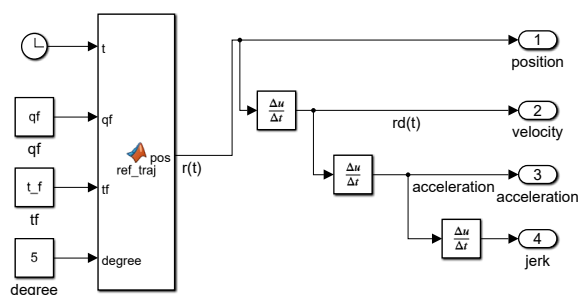 t
1
position
qf
qf
qf
Δu
Δt
2
rd(t)
velocity
pos
ref_traj
r(t)
t_f
tf
tf
Δu
Δt
acceleration
3
acceleration
5
degree
degree
Δu
Δt
4
jerk